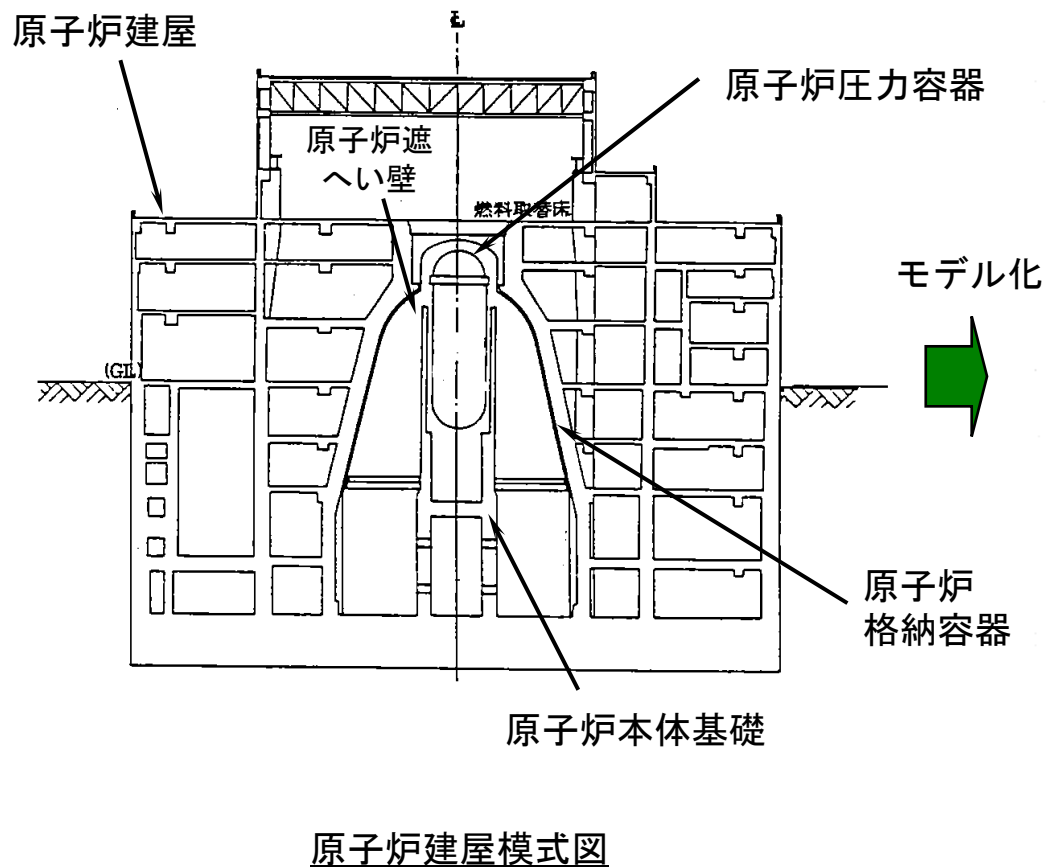 ℄
原子炉建屋
原子炉圧力容器
原子炉遮
へい壁
燃料取替床
モデル化
(GL)
原子炉
格納容器
原子炉本体基礎
原子炉建屋模式図